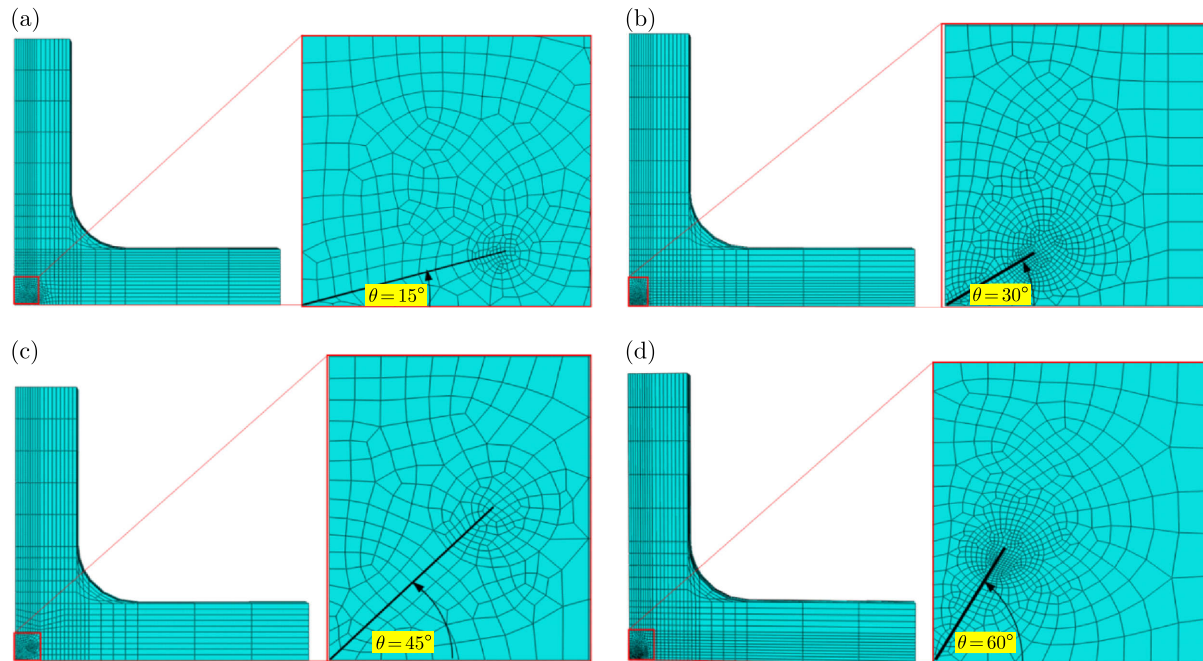 (a)
(b)
θ = 15°
θ = 30°
(c)
(d)
θ = 45°
θ = 60°